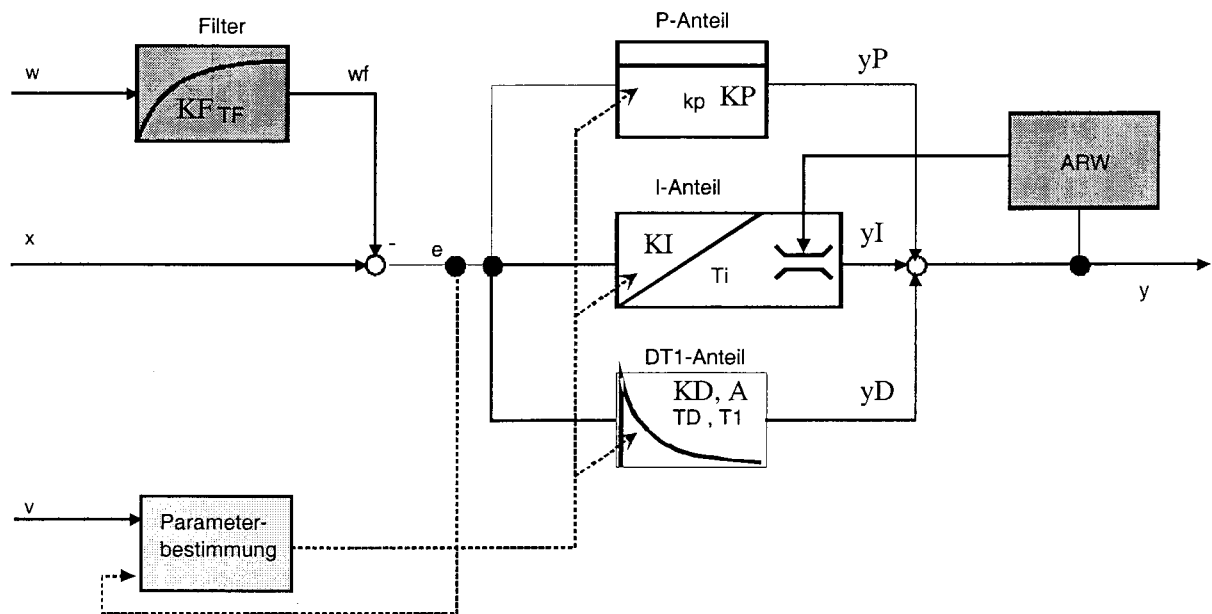 Filter
P-Anteil
w
wf
KF TF
kp KP
yP
ARW
I-Anteil
x
-
e
KI
Ti
yI
y
DT1-Anteil
KD, A
TD , T1
yD
v
Parameter-
bestimmung